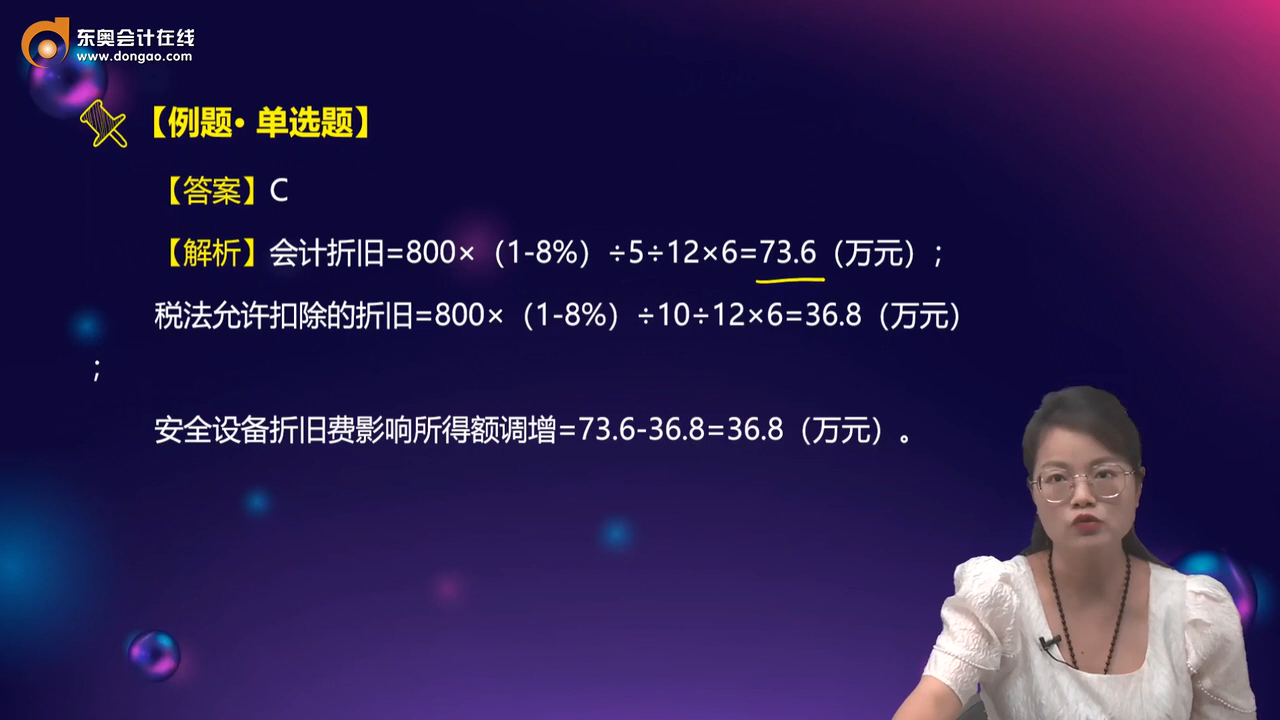 东奥会计在线
www.dongao.com
【例题• 单选题】
【答案】C
【解析】会计折旧=800×（1-8%）÷5÷12×6=73.6（万元）；
税法允许扣除的折旧=800×（1-8%）÷10÷12×6=36.8（万元）
；
安全设备折旧费影响所得额调增=73.6-36.8=36.8（万元）。